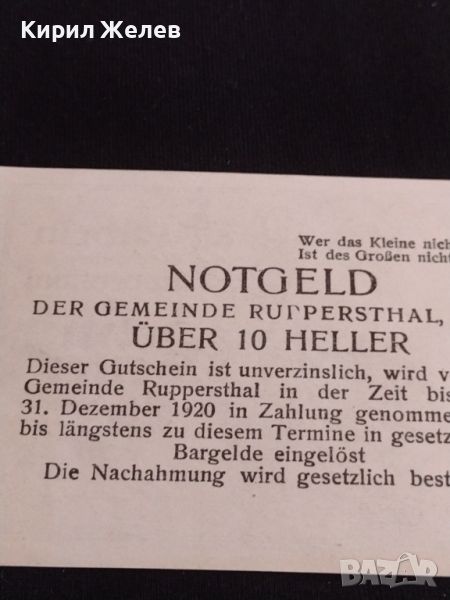 Кирил Желев
Wer das Kleine nich
Ist des Großen nicht
NOTGELD
DER GEMEINDE RUPPERSTHAL,
ÜBER 10 HELLER
Dieser Gutschein ist unverzinslich, wird v
Gemeinde Ruppersthal in der Zeit bis
31. Dezember 1920 in Zahlung genomme
bis längstens zu diesem Termine in gesetz
Bargelde eingelöst
Die Nachahmung wird gesetzlich best
BAZAR